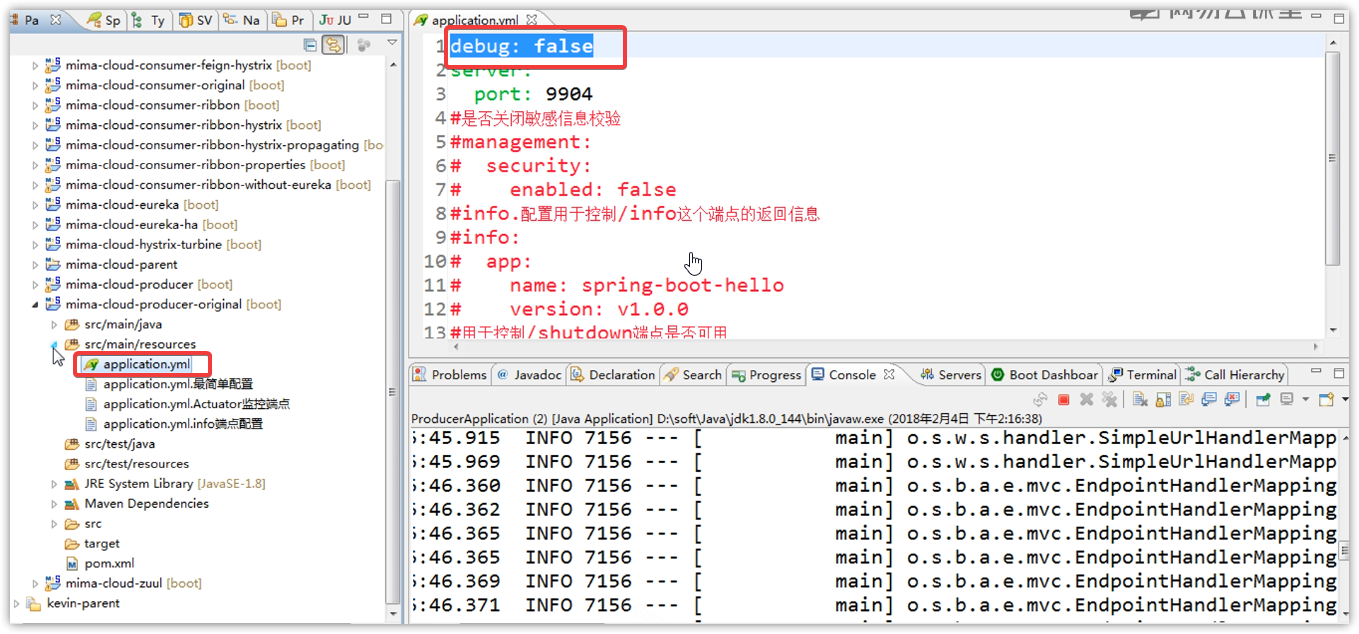 Pa Sp Ty SV Na Pr JU
mima-cloud-consumer-feign-hystrix [boot]
mima-cloud-consumer-original [boot]
mima-cloud-consumer-ribbon [boot]
mima-cloud-consumer-ribbon-hystrix [boot]
mima-cloud-consumer-ribbon-hystrix-propagating [bo
mima-cloud-consumer-ribbon-properties [boot]
mima-cloud-consumer-ribbon-without-eureka [boot]
mima-cloud-eureka [boot]
mima-cloud-eureka-ha [boot]
mima-cloud-hystrix-turbine [boot]
mima-cloud-parent
mima-cloud-producer [boot]
mima-cloud-producer-original [boot]
src/main/java
src/main/resources
application.yml
application.yml.最简单配置
application.yml.Actuator监控端点
application.yml.info端点配置
src/test/java
src/test/resources
JRE System Library [JavaSE-1.8]
Maven Dependencies
src
target
pom.xml
mima-cloud-zuul [boot]
kevin-parent
application.yml
1 debug: false
2 server:
3 port: 9904
4 #是否关闭敏感信息校验
5 #management:
6 # security:
7 # enabled: false
8 #info.配置用于控制/info这个端点的返回信息
9 #info:
10 # app:
11 # name: spring-boot-hello
12 # version: v1.0.0
13 #用于控制/shutdown端点是否可用
Problems Javadoc Declaration Search Progress Console Servers Boot Dashboar Terminal Call Hierarchy
ProducerApplication (2) [Java Application] D:\soft\Java\jdk1.8.0_144\bin\javaw.exe (2018年2月4日 下午2:16:38)
5:45.915 INFO 7156 --- [ main] o.s.w.s.handler.SimpleUrlHandlerMapp
5:45.969 INFO 7156 --- [ main] o.s.w.s.handler.SimpleUrlHandlerMapp
5:46.360 INFO 7156 --- [ main] o.s.b.a.e.mvc.EndpointHandlerMapping
5:46.362 INFO 7156 --- [ main] o.s.b.a.e.mvc.EndpointHandlerMapping
5:46.365 INFO 7156 --- [ main] o.s.b.a.e.mvc.EndpointHandlerMapping
5:46.365 INFO 7156 --- [ main] o.s.b.a.e.mvc.EndpointHandlerMapping
5:46.369 INFO 7156 --- [ main] o.s.b.a.e.mvc.EndpointHandlerMapping
5:46.371 INFO 7156 --- [ main] o.s.b.a.e.mvc.EndpointHandlerMapping